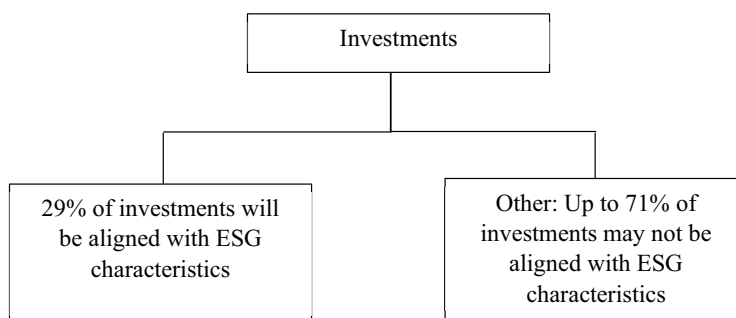 Investments
29% of investments will
be aligned with ESG
characteristics
Other: Up to 71% of
investments may not be
aligned with ESG
characteristics